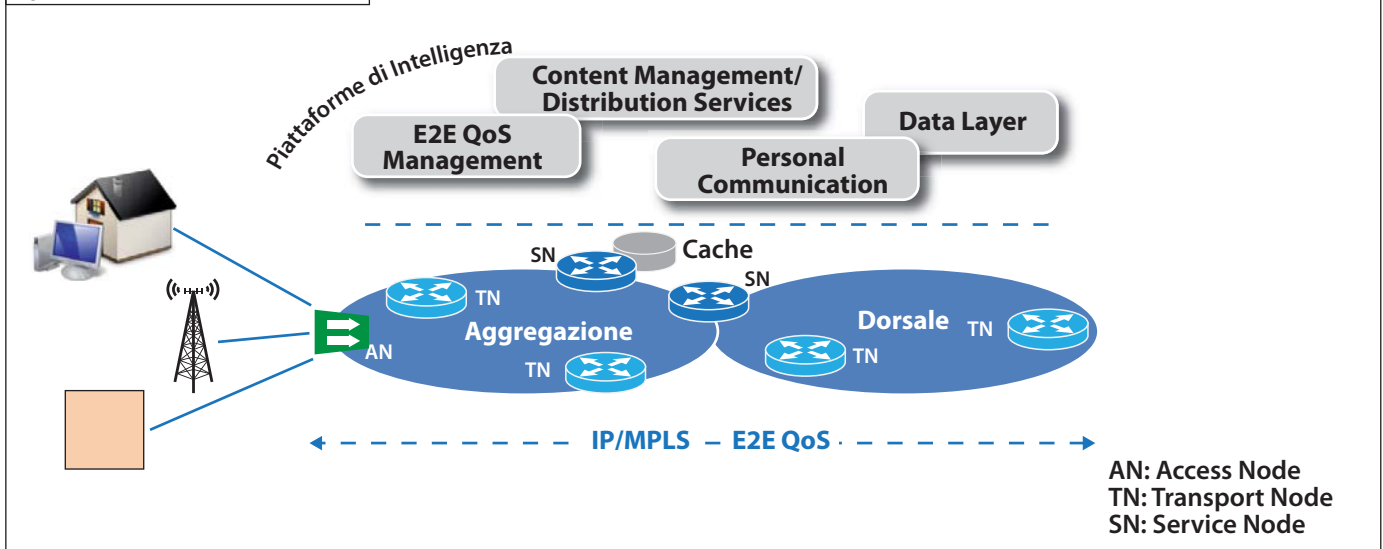 Piattaforme di Intelligenza
Content Management/
Distribution Services
E2E QoS
Management
Data Layer
Personal
Communication
SN
Cache
SN
TN
Aggregazione
Dorsale
TN
AN
TN
TN
IP/MPLS – E2E QoS
AN: Access Node
TN: Transport Node
SN: Service Node